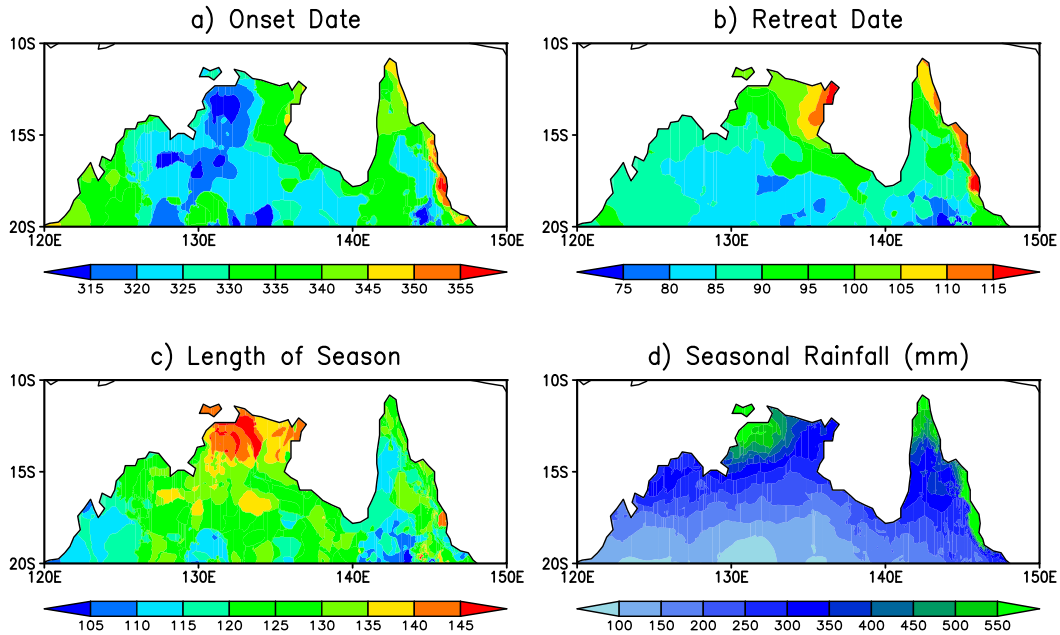 a) Onset Date
b) Retreat Date
10S
15S
20S
120E 130E 140E 150E
10S
15S
20S
120E 130E 140E 150E
315 320 325 330 335 340 345 350 355
75 80 85 90 95 100 105 110 115
c) Length of Season
d) Seasonal Rainfall (mm)
10S
15S
20S
120E 130E 140E 150E
10S
15S
20S
120E 130E 140E 150E
105 110 115 120 125 130 135 140 145
100 150 200 250 300 350 400 450 500 550